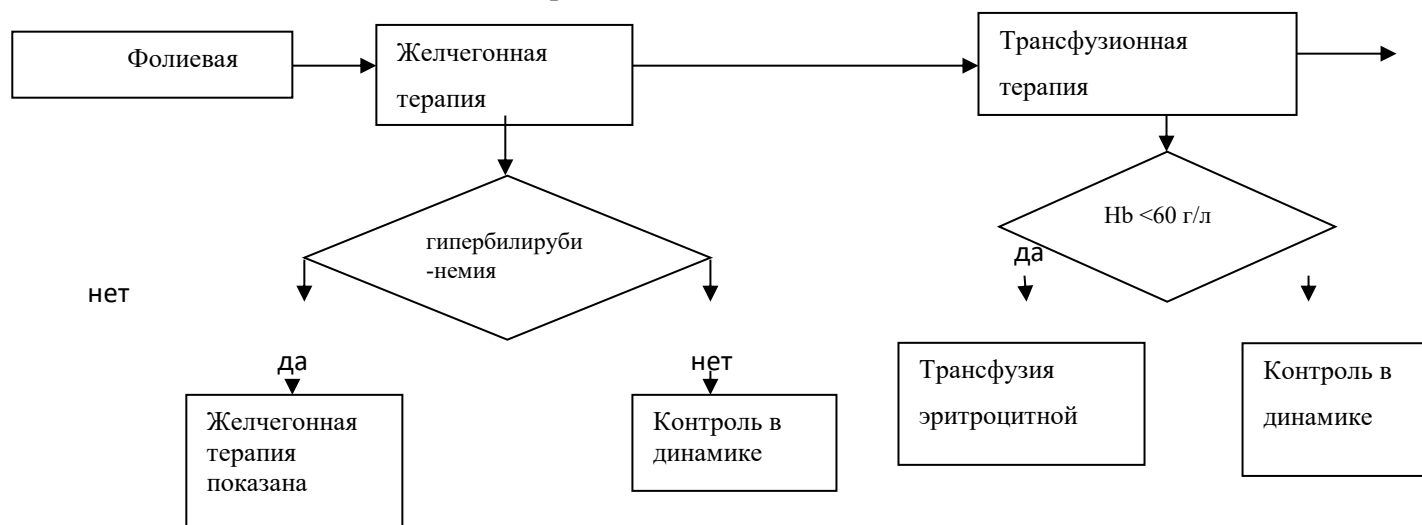 Фолиевая
Желчегонная
терапия
Трансфузионная
терапия
гипербилируби
-немия
Hb <60 г/л
да
нет
да
нет
Желчегонная
терапия
показана
Контроль в
динамике
Трансфузия
эритроцитной
Контроль в
динамике